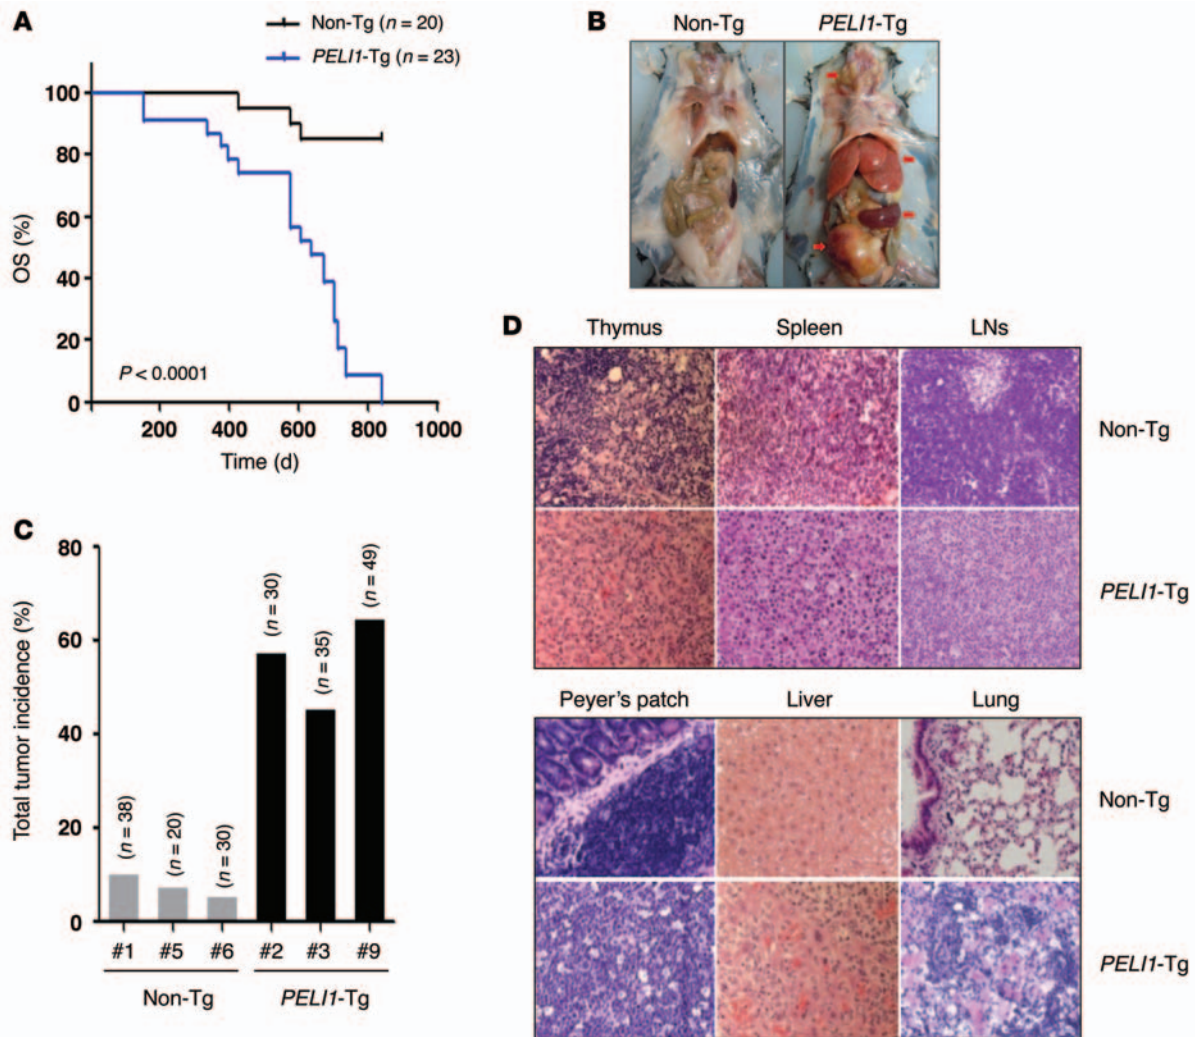 A
Non-Tg (n = 20)
PELI1-Tg (n = 23)
OS (%)
100
80
60
40
20
0
P < 0.0001
200 400 600 800 1000
Time (d)
B
Non-Tg PELI1-Tg
C
Total tumor incidence (%)
80
60
40
20
0
(n = 38)
(n = 20)
(n = 30)
(n = 30)
(n = 35)
(n = 49)
#1 #5 #6 #2 #3 #9
Non-Tg PELI1-Tg
D
Thymus Spleen LNs
Non-Tg
PELI1-Tg
Peyer's patch Liver Lung
Non-Tg
PELI1-Tg